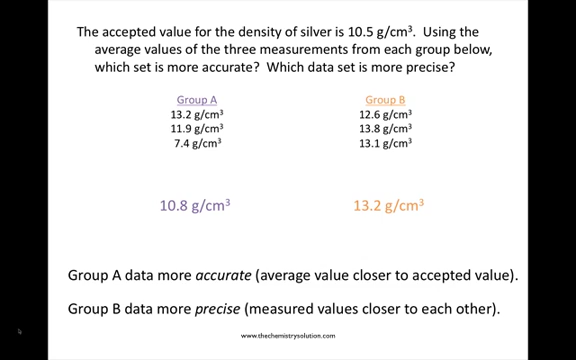 The accepted value for the density of silver is 10.5 g/cm³. Using the
average values of the three measurements from each group below,
which set is more accurate? Which data set is more precise?
Group A
13.2 g/cm³
11.9 g/cm³
7.4 g/cm³
Group B
12.6 g/cm³
13.8 g/cm³
13.1 g/cm³
10.8 g/cm³
13.2 g/cm³
Group A data more accurate (average value closer to accepted value).
Group B data more precise (measured values closer to each other).
www.thechemistrysolution.com